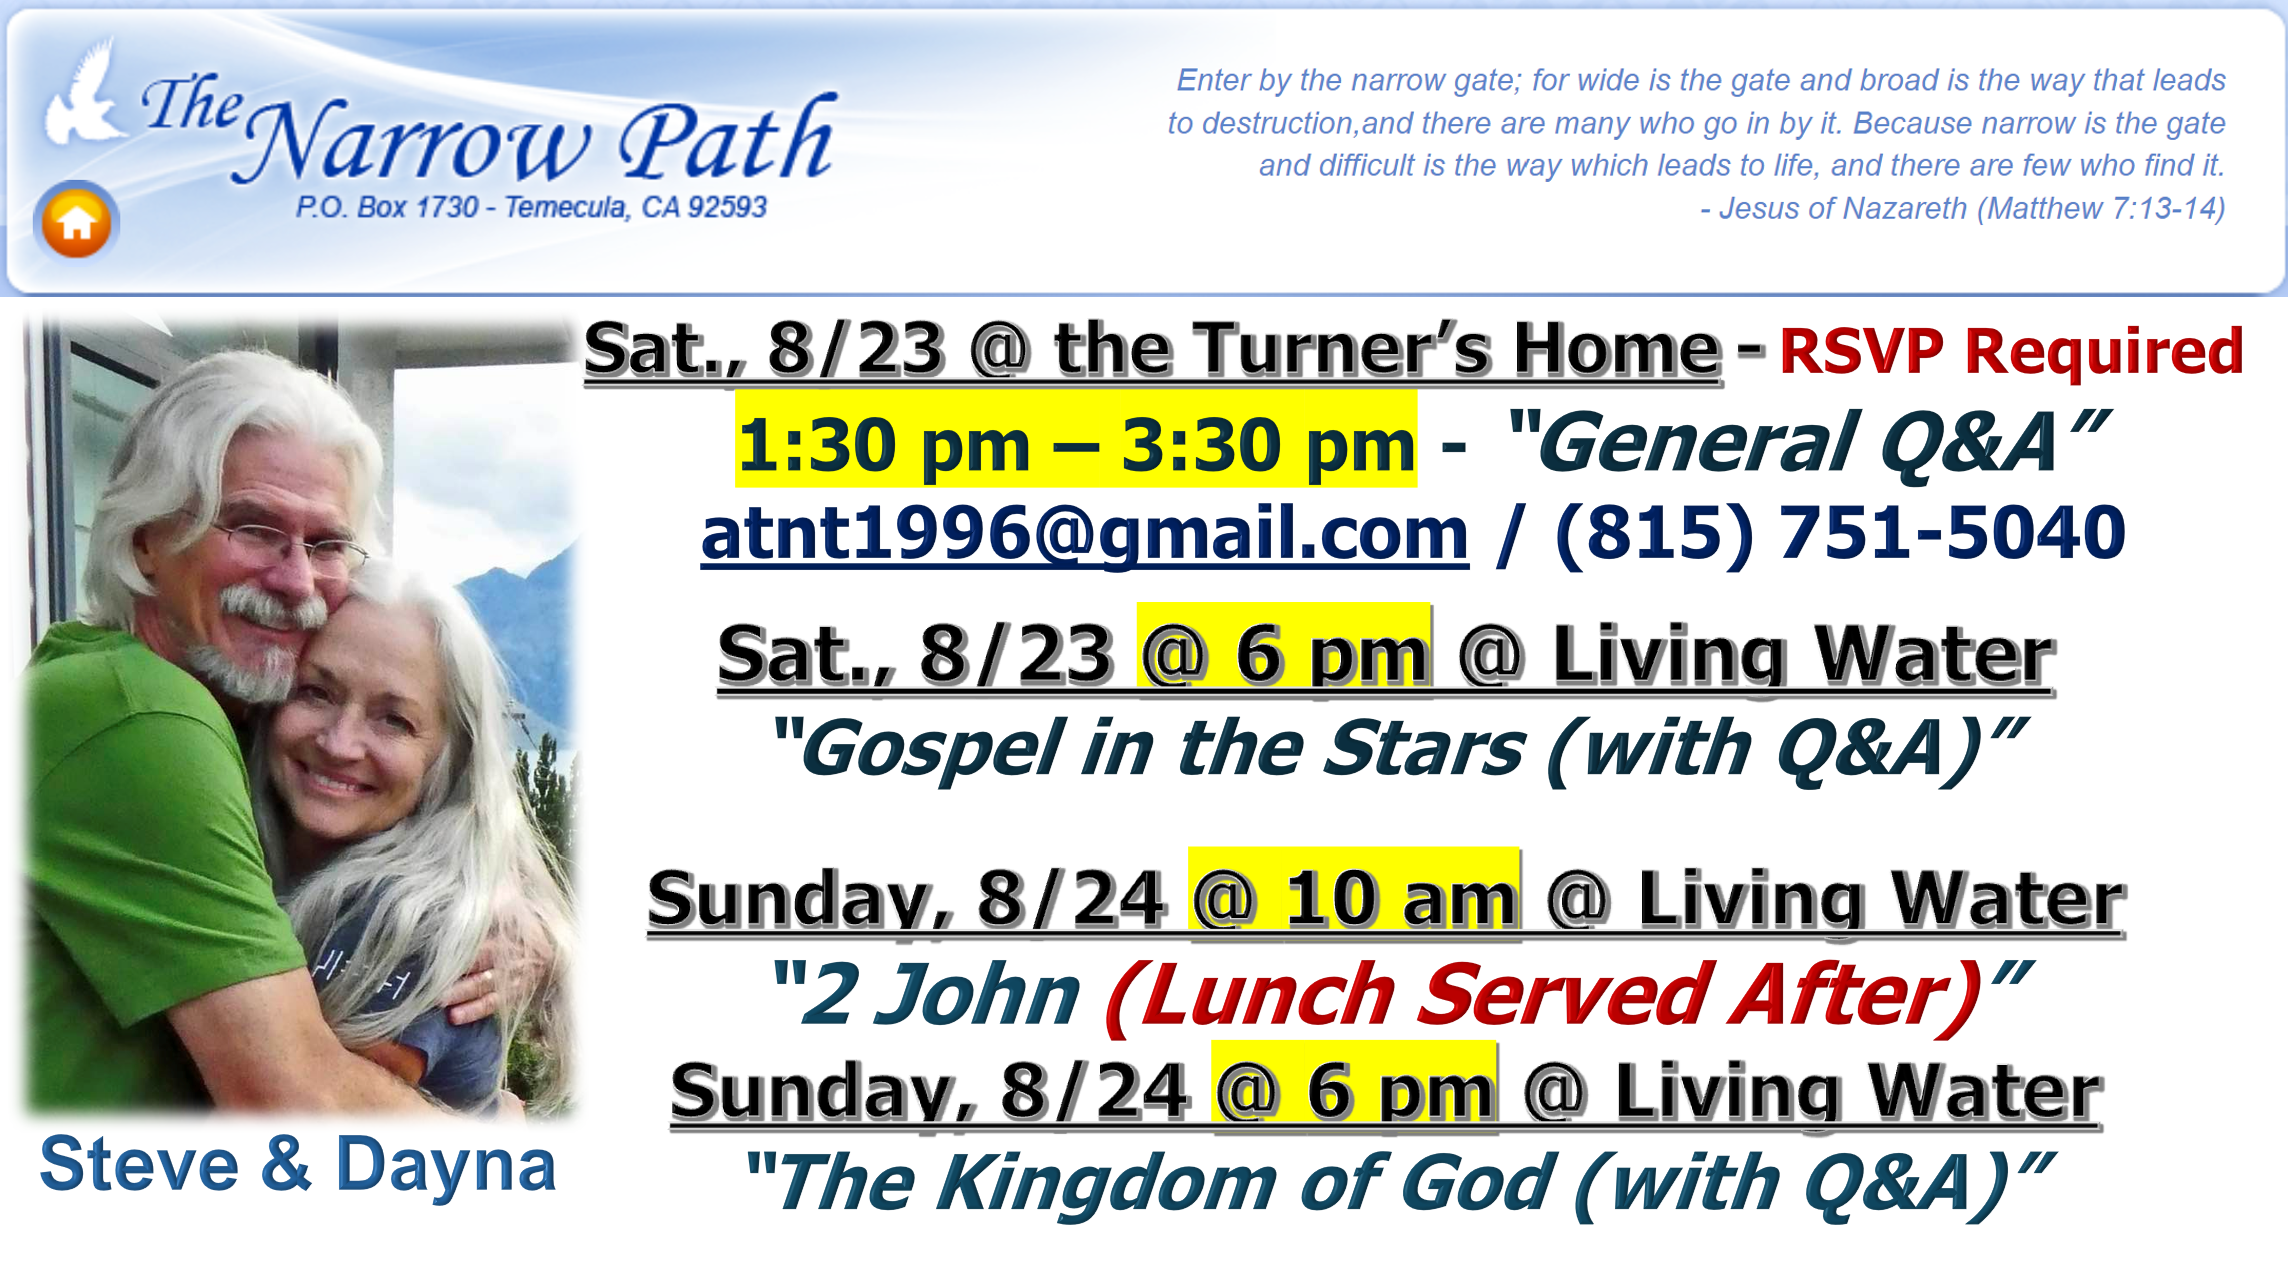 The Narrow Path
P.O. Box 1730 - Temecula, CA 92593
Enter by the narrow gate; for wide is the gate and broad is the way that leads
to destruction,and there are many who go in by it. Because narrow is the gate
and difficult is the way which leads to life, and there are few who find it.
- Jesus of Nazareth (Matthew 7:13-14)
Sat., 8/23 @ the Turner’s Home - RSVP Required
1:30 pm – 3:30 pm - “General Q&A”
atnt1996@gmail.com / (815) 751-5040
Sat., 8/23 @ 6 pm @ Living Water
“Gospel in the Stars (with Q&A)”
Sunday, 8/24 @ 10 am @ Living Water
“2 John (Lunch Served After)”
Sunday, 8/24 @ 6 pm @ Living Water
“The Kingdom of God (with Q&A)”
Steve & Dayna